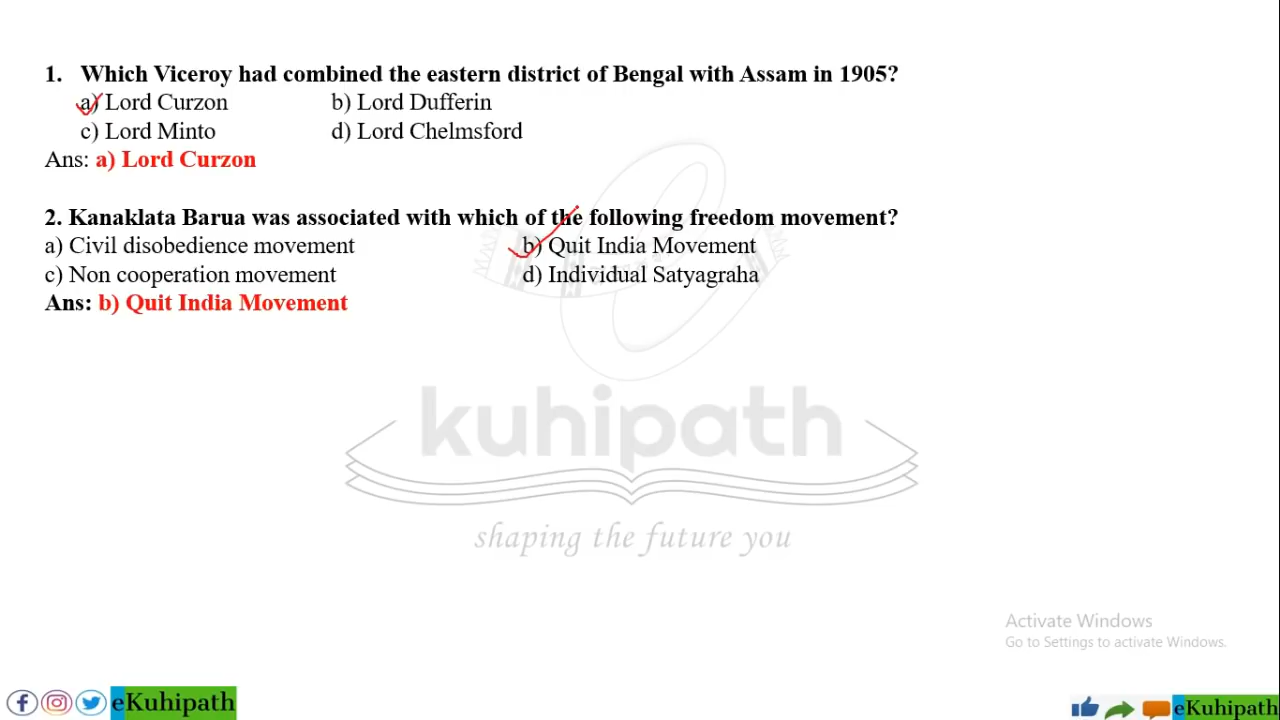 1. Which Viceroy had combined the eastern district of Bengal with Assam in 1905?
a) Lord Curzon b) Lord Dufferin
c) Lord Minto d) Lord Chelmsford
Ans: a) Lord Curzon
2. Kanaklata Barua was associated with which of the following freedom movement?
a) Civil disobedience movement b) Quit India Movement
c) Non cooperation movement d) Individual Satyagraha
Ans: b) Quit India Movement
e
kuhipath
shaping the future you
Activate Windows
Go to Settings to activate Windows.
eKuhipath
eKuhipath